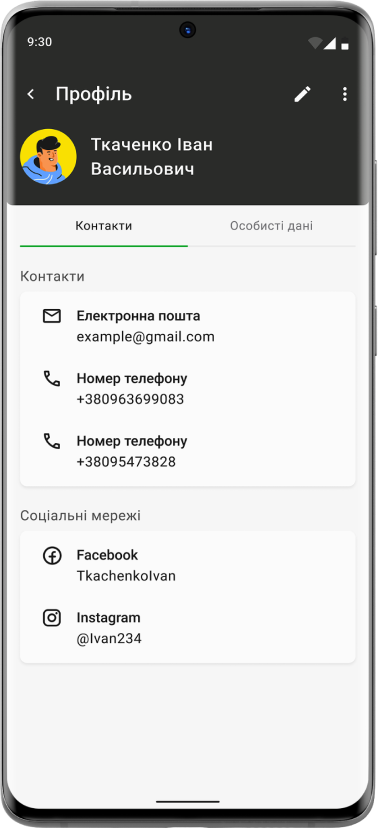 9:30
Профіль
Ткаченко Іван
Васильович
Контакти
Особисті дані
Контакти
Електронна пошта
example@gmail.com
Номер телефону
+380963699083
Номер телефону
+38095473828
Соціальні мережі
Facebook
TkachenkoIvan
Instagram
@Ivan234